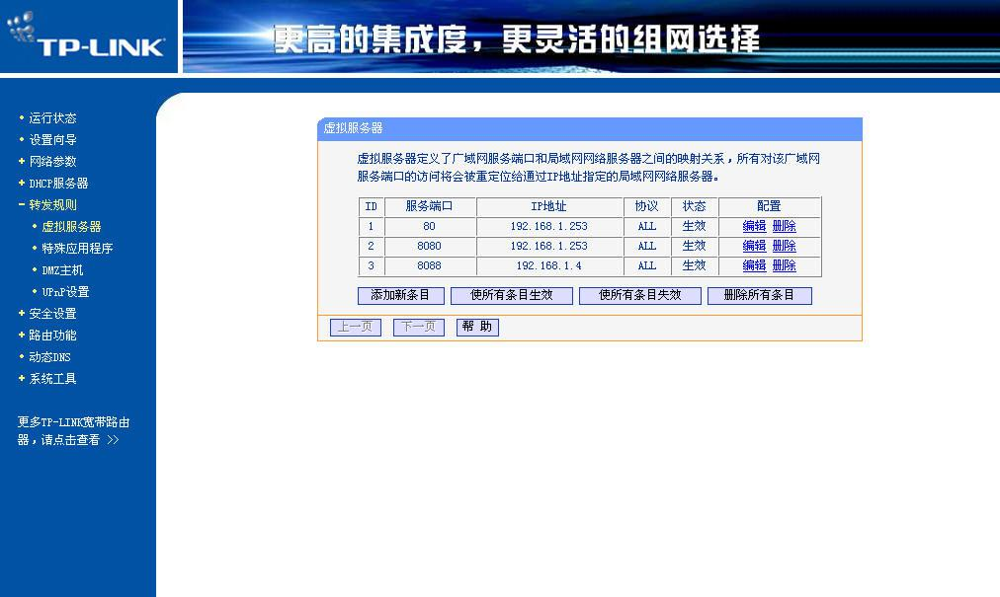 TP-LINK
更高的集成度，更灵活的组网选择
• 运行状态
• 设置向导
+ 网络参数
+ DHCP服务器
- 转发规则
• 虚拟服务器
• 特殊应用程序
• DMZ主机
• UPnP设置
+ 安全设置
+ 路由功能
• 动态DNS
+ 系统工具
更多TP-LINK宽带路由
器，请点击查看 >>
虚拟服务器
虚拟服务器定义了广域网服务端口和局域网网络服务器之间的映射关系，所有对该广域网
服务端口的访问将会被重定位给通过IP地址指定的局域网网络服务器。
ID 服务端口 IP地址 协议 状态 配置
1 80 192.168.1.253 ALL 生效 编辑 删除
2 8080 192.168.1.253 ALL 生效 编辑 删除
3 8088 192.168.1.4 ALL 生效 编辑 删除
添加新条目 使所有条目生效 使所有条目失效 删除所有条目
上一页 下一页 帮 助